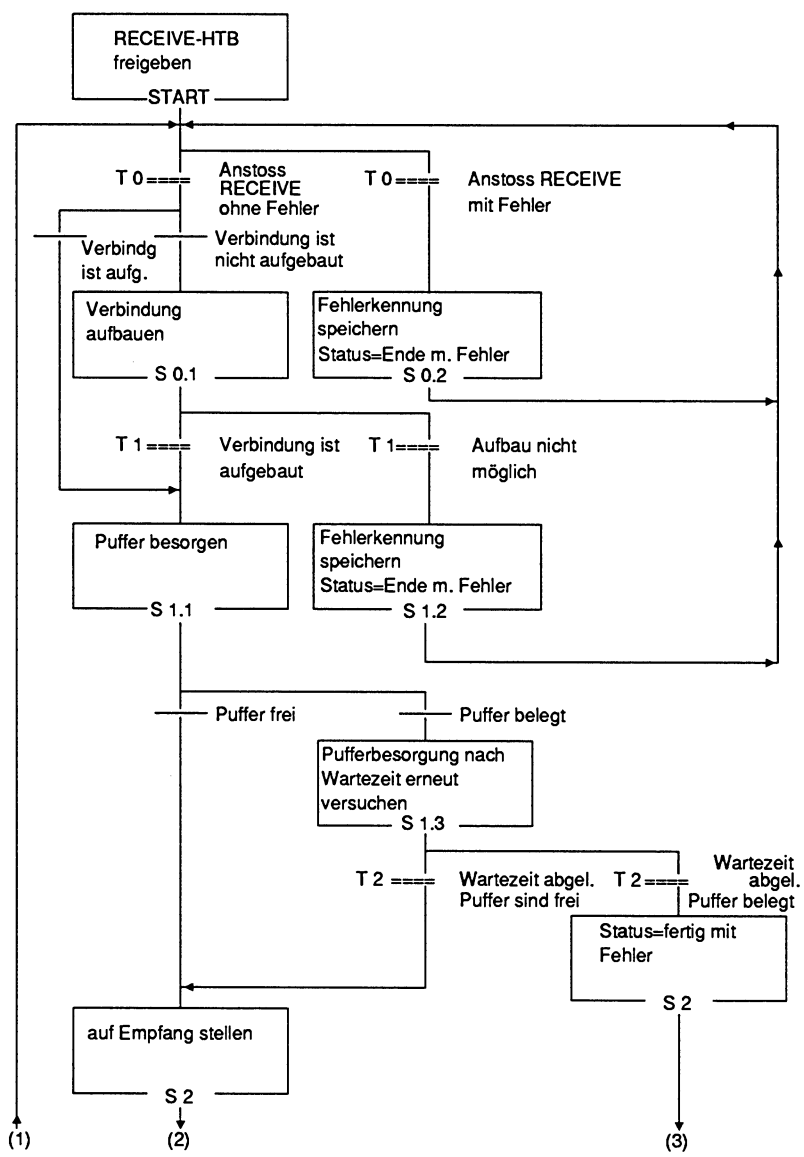 RECEIVE-HTB
freigeben
START
T 0 ====
Anstoss
RECEIVE
ohne Fehler
T 0 ====
Anstoss RECEIVE
mit Fehler
Verbindg
ist aufg.
Verbindung ist
nicht aufgebaut
Verbindung
aufbauen
S 0.1
Fehlerkennung
speichern
Status=Ende m. Fehler
S 0.2
T 1 ====
Verbindung ist
aufgebaut
T 1 ====
Aufbau nicht
möglich
Puffer besorgen
S 1.1
Fehlerkennung
speichern
Status=Ende m. Fehler
S 1.2
Puffer frei
Puffer belegt
Pufferbesorgung nach
Wartezeit erneut
versuchen
S 1.3
T 2 ====
Wartezeit abgel.
Puffer sind frei
T 2 ====
Wartezeit
abgel.
Puffer belegt
Status=fertig mit
Fehler
S 2
auf Empfang stellen
S 2
(1)
(2)
(3)